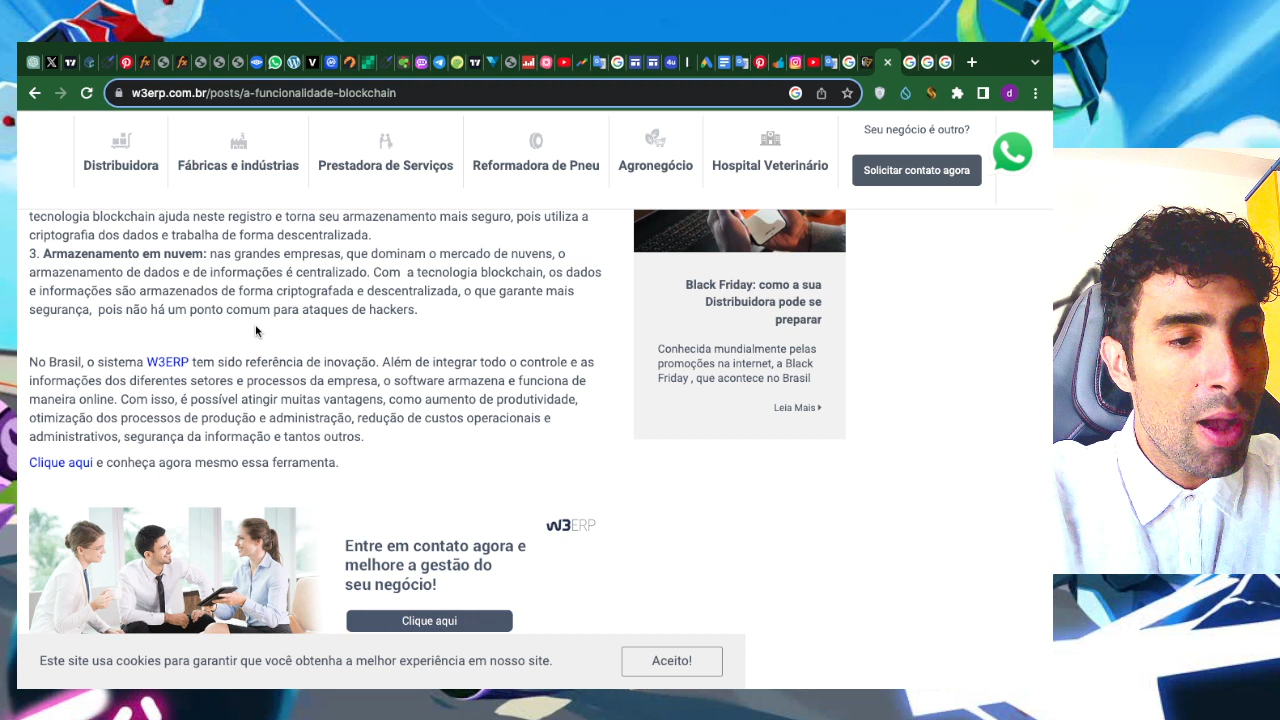 w3erp.com.br/posts/a-funcionalidade-blockchain
d
Distribuidora
Fábricas e indústrias
Prestadora de Serviços
Reformadora de Pneu
Agronegócio
Hospital Veterinário
Seu negócio é outro?
Solicitar contato agora
tecnologia blockchain ajuda neste registro e torna seu armazenamento mais seguro, pois utiliza a
criptografia dos dados e trabalha de forma descentralizada.
3. Armazenamento em nuvem: nas grandes empresas, que dominam o mercado de nuvens, o
armazenamento de dados e de informações é centralizado. Com a tecnologia blockchain, os dados
e informações são armazenados de forma criptografada e descentralizada, o que garante mais
segurança, pois não há um ponto comum para ataques de hackers.
No Brasil, o sistema W3ERP tem sido referência de inovação. Além de integrar todo o controle e as
informações dos diferentes setores e processos da empresa, o software armazena e funciona de
maneira online. Com isso, é possível atingir muitas vantagens, como aumento de produtividade,
otimização dos processos de produção e administração, redução de custos operacionais e
administrativos, segurança da informação e tantos outros.
Clique aqui e conheça agora mesmo essa ferramenta.
Black Friday: como a sua
Distribuidora pode se
preparar
Conhecida mundialmente pelas
promoções na internet, a Black
Friday , que acontece no Brasil
Leia Mais
W3ERP
Entre em contato agora e
melhore a gestão do
seu negócio!
Clique aqui
Este site usa cookies para garantir que você obtenha a melhor experiência em nosso site.
Aceito!